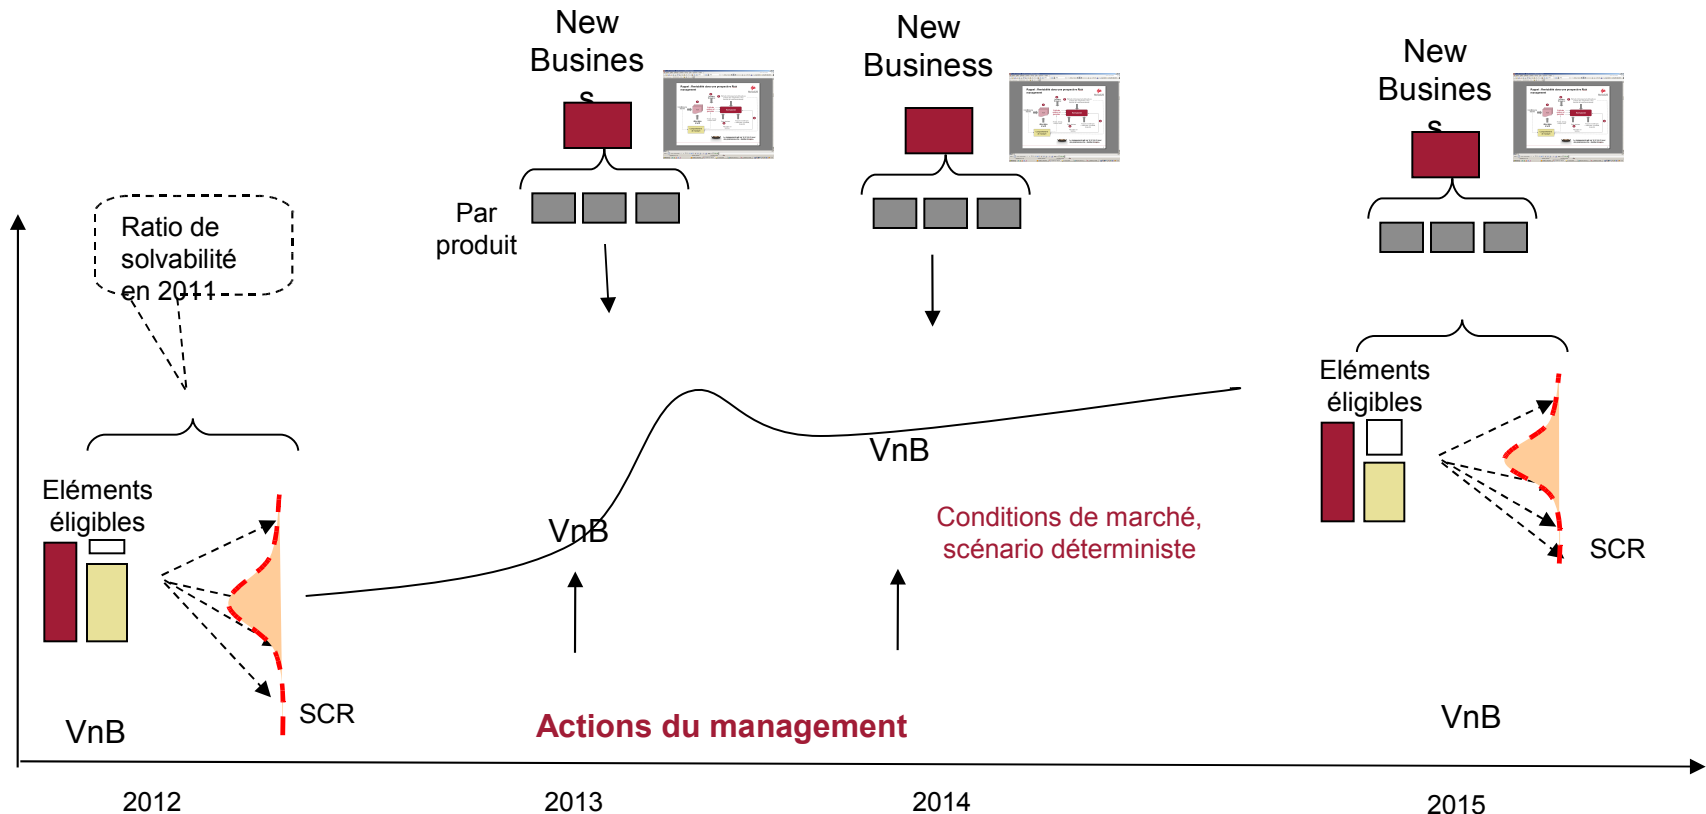 New
Busines
s
New
Business
New
Busines
s
Par
produit
Ratio de
solvabilité
en 2011
Eléments
éligibles
Eléments
éligibles
VnB
VnB
Conditions de marché,
scénario déterministe
SCR
SCR
VnB
Actions du management
VnB
2012
2013
2014
2015